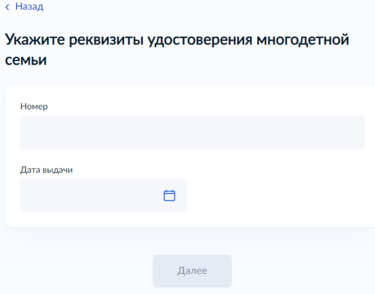 Назад
Укажите реквизиты удостоверения многодетной
семьи
Номер
Дата выдачи
Далее